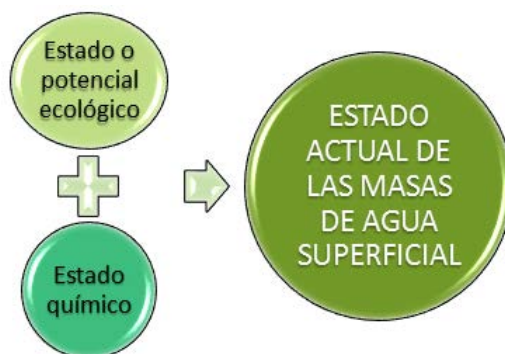 Estado o
potencial
ecológico
Estado
químico
ESTADO
ACTUAL DE
LAS MASAS
DE AGUA
SUPERFICIAL